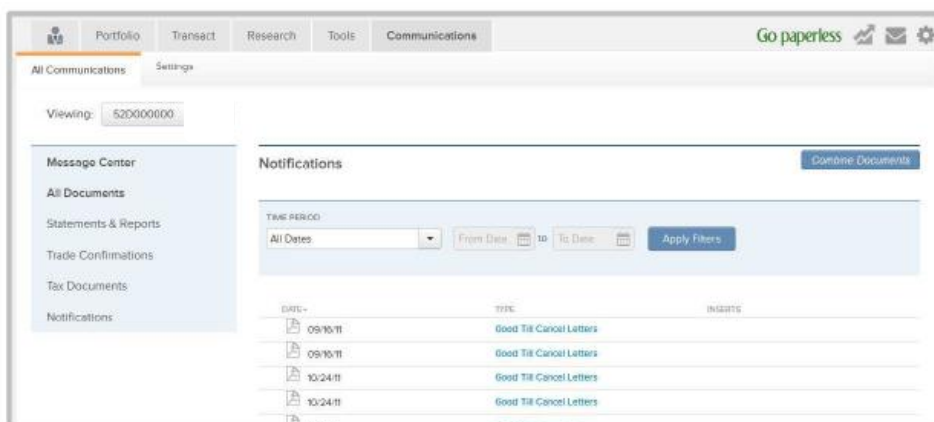 Portfolio Transact Research Tools Communications Go paperless
All Communications Settings
Viewing: 52D000000
Message Center
All Documents
Statements & Reports
Trade Confirmations
Tax Documents
Notifications
Notifications Combine Documents
TIME PERIOD
All Dates From Date to To Date Apply Filters
DATE TYPE INSERTS
09/16/11 Good Till Cancel Letters
09/16/11 Good Till Cancel Letters
10/24/11 Good Till Cancel Letters
10/24/11 Good Till Cancel Letters